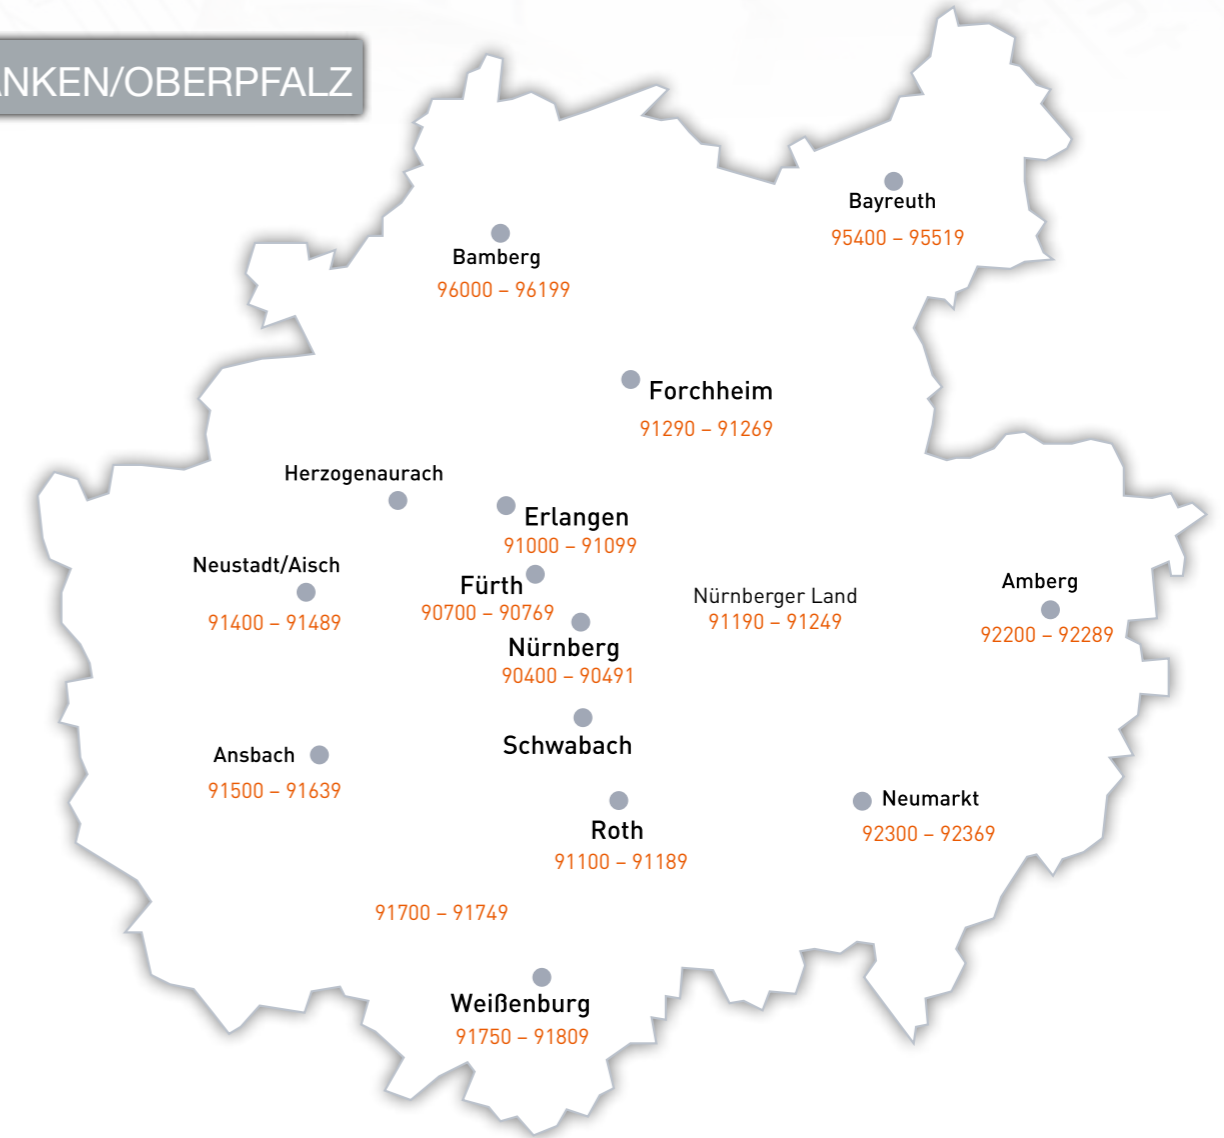 ANKEN/OBERPFALZ
Bayreuth
95400 – 95519
Bamberg
96000 – 96199
Forchheim
91290 – 91269
Herzogenaurach
Erlangen
91000 – 91099
Neustadt/Aisch
91400 – 91489
Fürth
90700 – 90769
Nürnberger Land
91190 – 91249
Amberg
92200 – 92289
Nürnberg
90400 – 90491
Schwabach
Ansbach
91500 – 91639
Neumarkt
92300 – 92369
Roth
91100 – 91189
91700 – 91749
Weißenburg
91750 – 91809